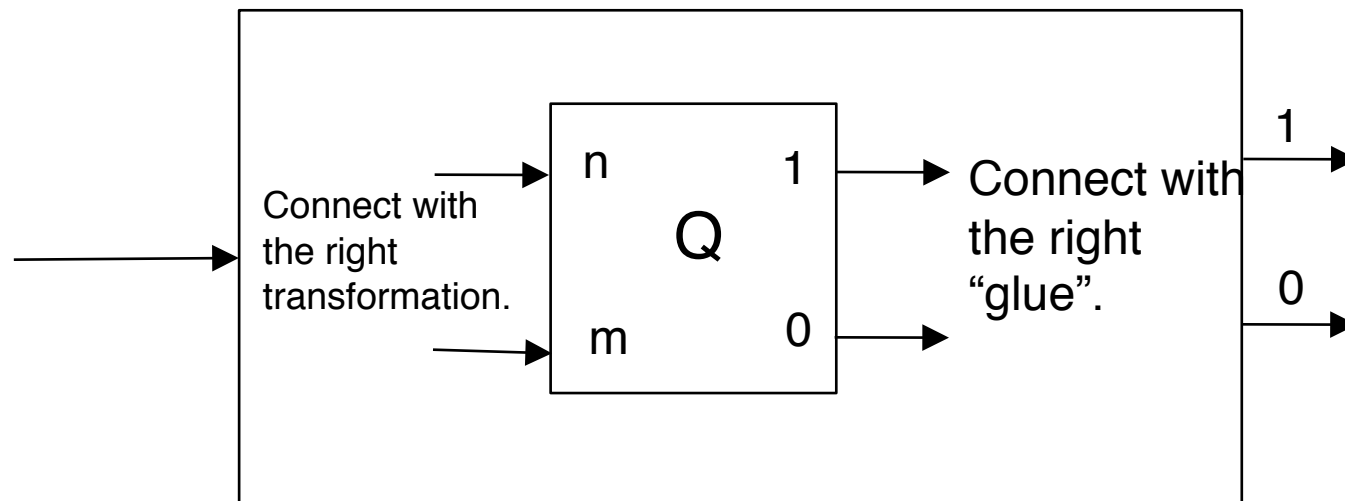 1
n 1
Connect with
the right
transformation.
Q
Connect with
the right
“glue”.
m 0
0